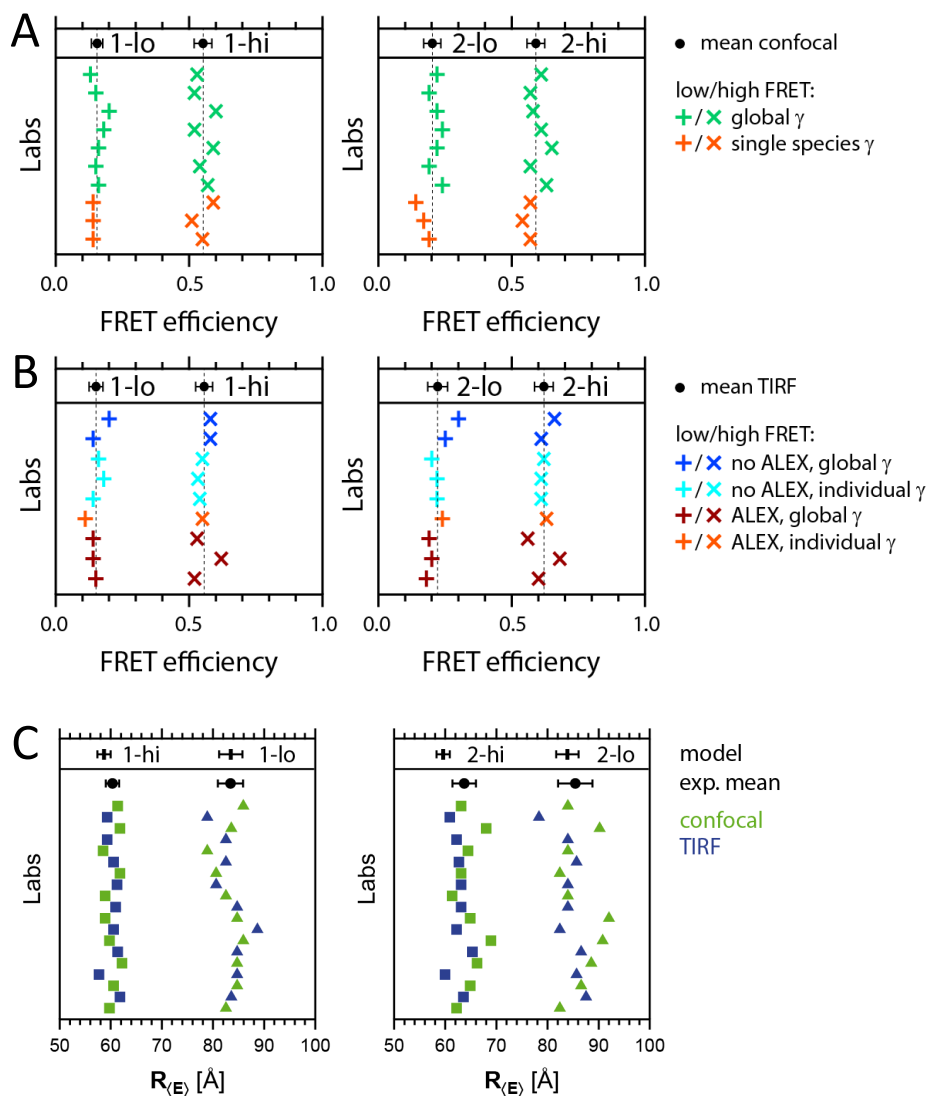 A
1-lo 1-hi
2-lo 2-hi
mean confocal
low/high FRET:
+/× global γ
+/× single species γ
Labs
Labs
0.0 0.5 1.0
0.0 0.5 1.0
FRET efficiency
FRET efficiency
B
1-lo 1-hi
2-lo 2-hi
mean TIRF
low/high FRET:
+/× no ALEX, global γ
+/× no ALEX, individual γ
+/× ALEX, global γ
+/× ALEX, individual γ
Labs
Labs
0.0 0.5 1.0
0.0 0.5 1.0
FRET efficiency
FRET efficiency
C
1-hi 1-lo
2-hi 2-lo
model
exp. mean
confocal
TIRF
Labs
Labs
50 60 70 80 90 100
50 60 70 80 90 100
R⟨E⟩ [Å]
R⟨E⟩ [Å]